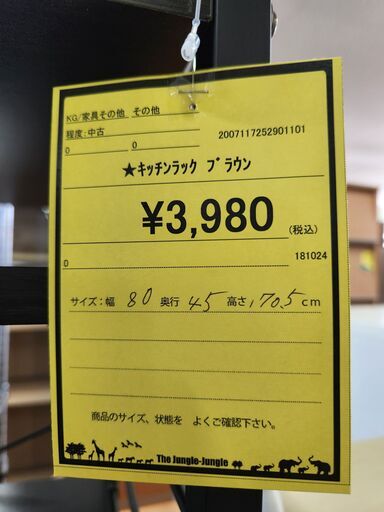 KG/家具その他 その他
程度:中古
0 0 2007117252901101
★ｷｯﾁﾝﾗｯｸ ﾌﾞﾗｳﾝ
¥3,980(税込)
0 181024
サイズ:幅 80 奥行 45 高さ 170.5 cm
商品のサイズ、状態を よくご確認下さい。
The Jungle-Jungle